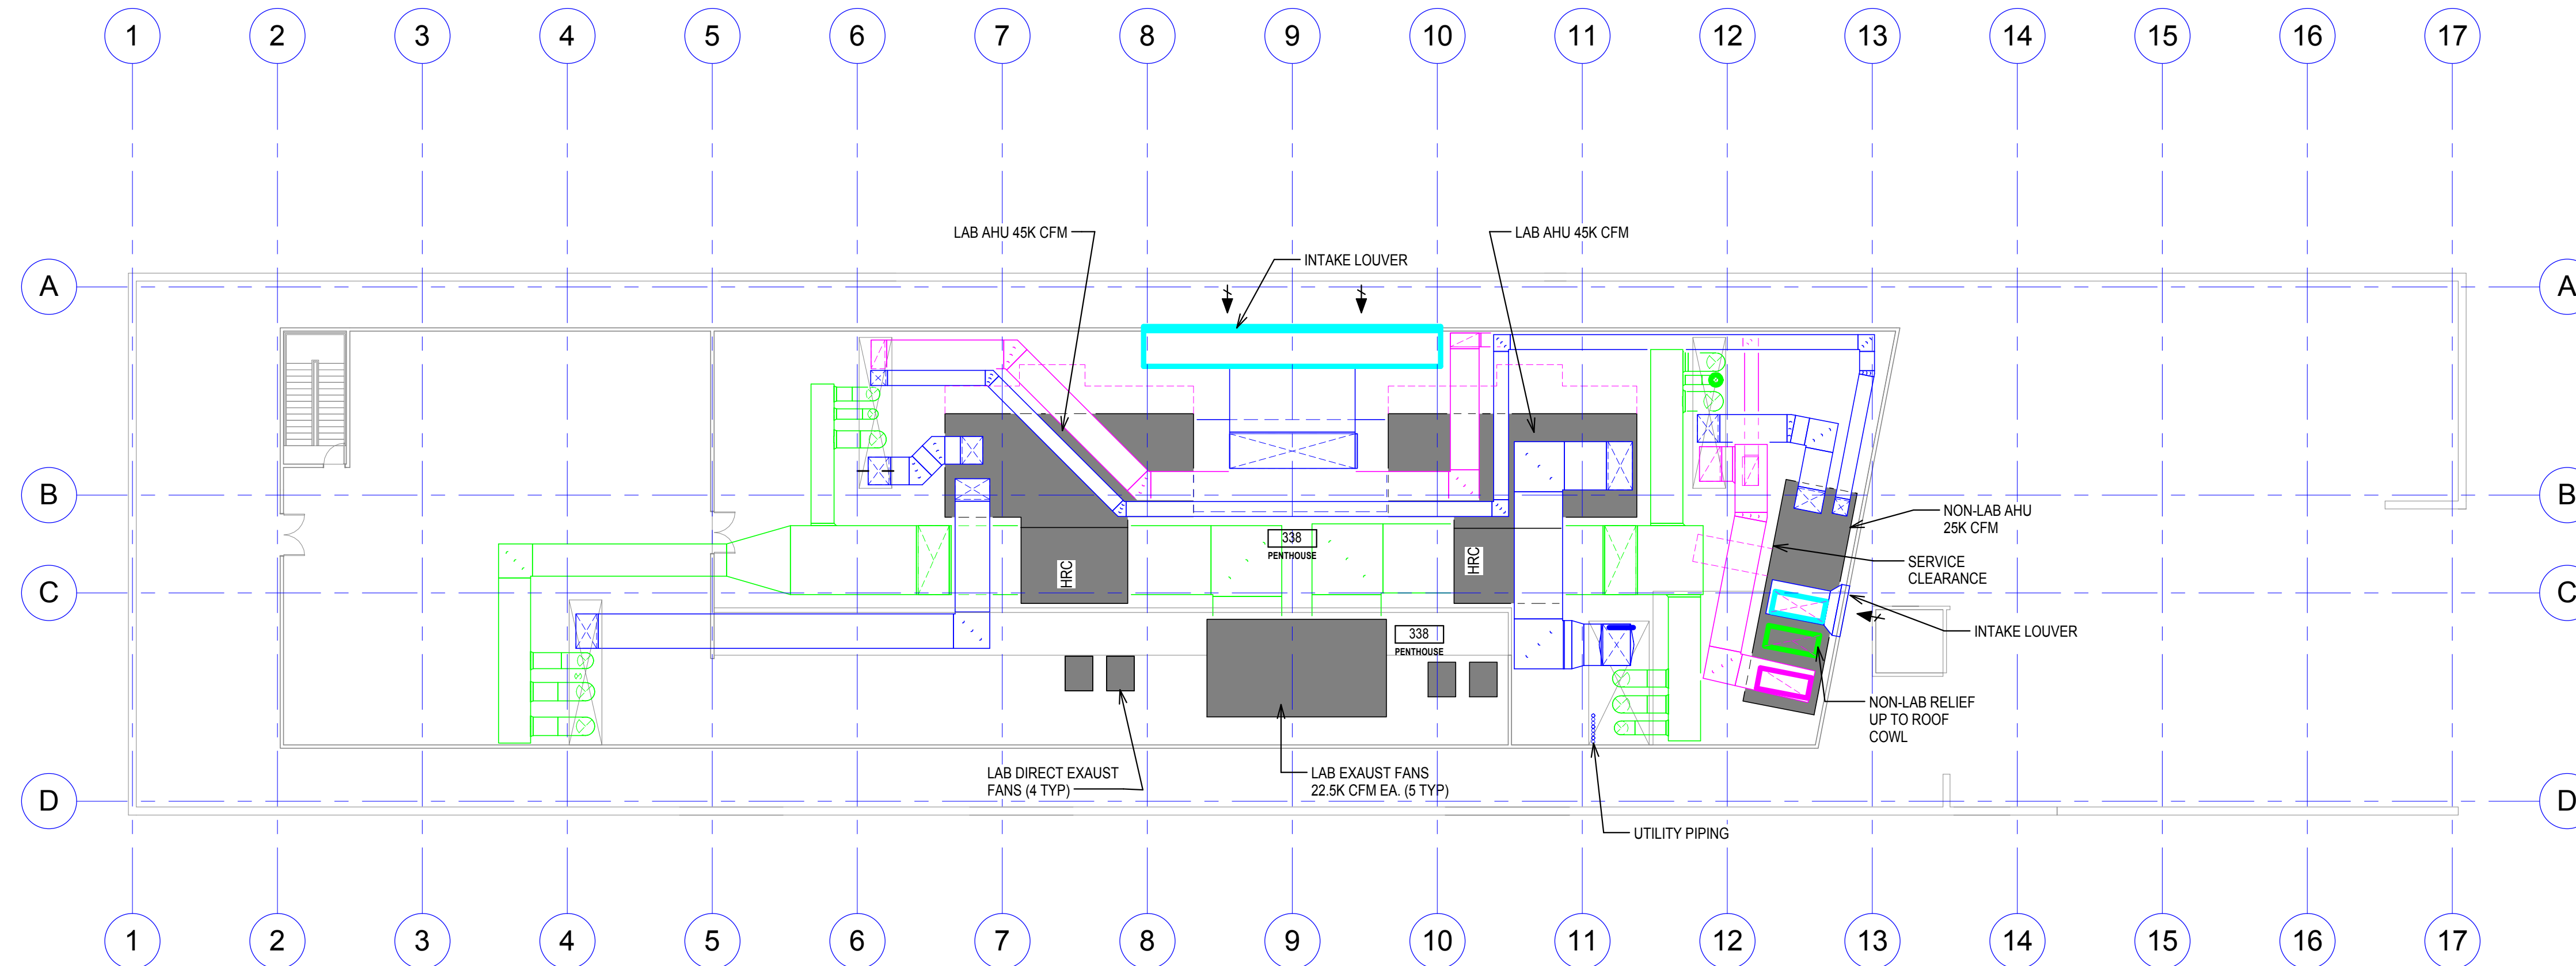 1 2 3 4 5 6 7 8 9 10 11 12 13 14 15 16 17
LAB AHU 45K CFM
LAB AHU 45K CFM
INTAKE LOUVER
A
A
B
B
NON-LAB AHU
25K CFM
SERVICE
CLEARANCE
338
PENTHOUSE
HRC
HRC
C
C
INTAKE LOUVER
338
PENTHOUSE
NON-LAB RELIEF
UP TO ROOF
COWL
LAB DIRECT EXAUST
FANS (4 TYP)
LAB EXAUST FANS
22.5K CFM EA. (5 TYP)
D
D
UTILITY PIPING
1 2 3 4 5 6 7 8 9 10 11 12 13 14 15 16 17